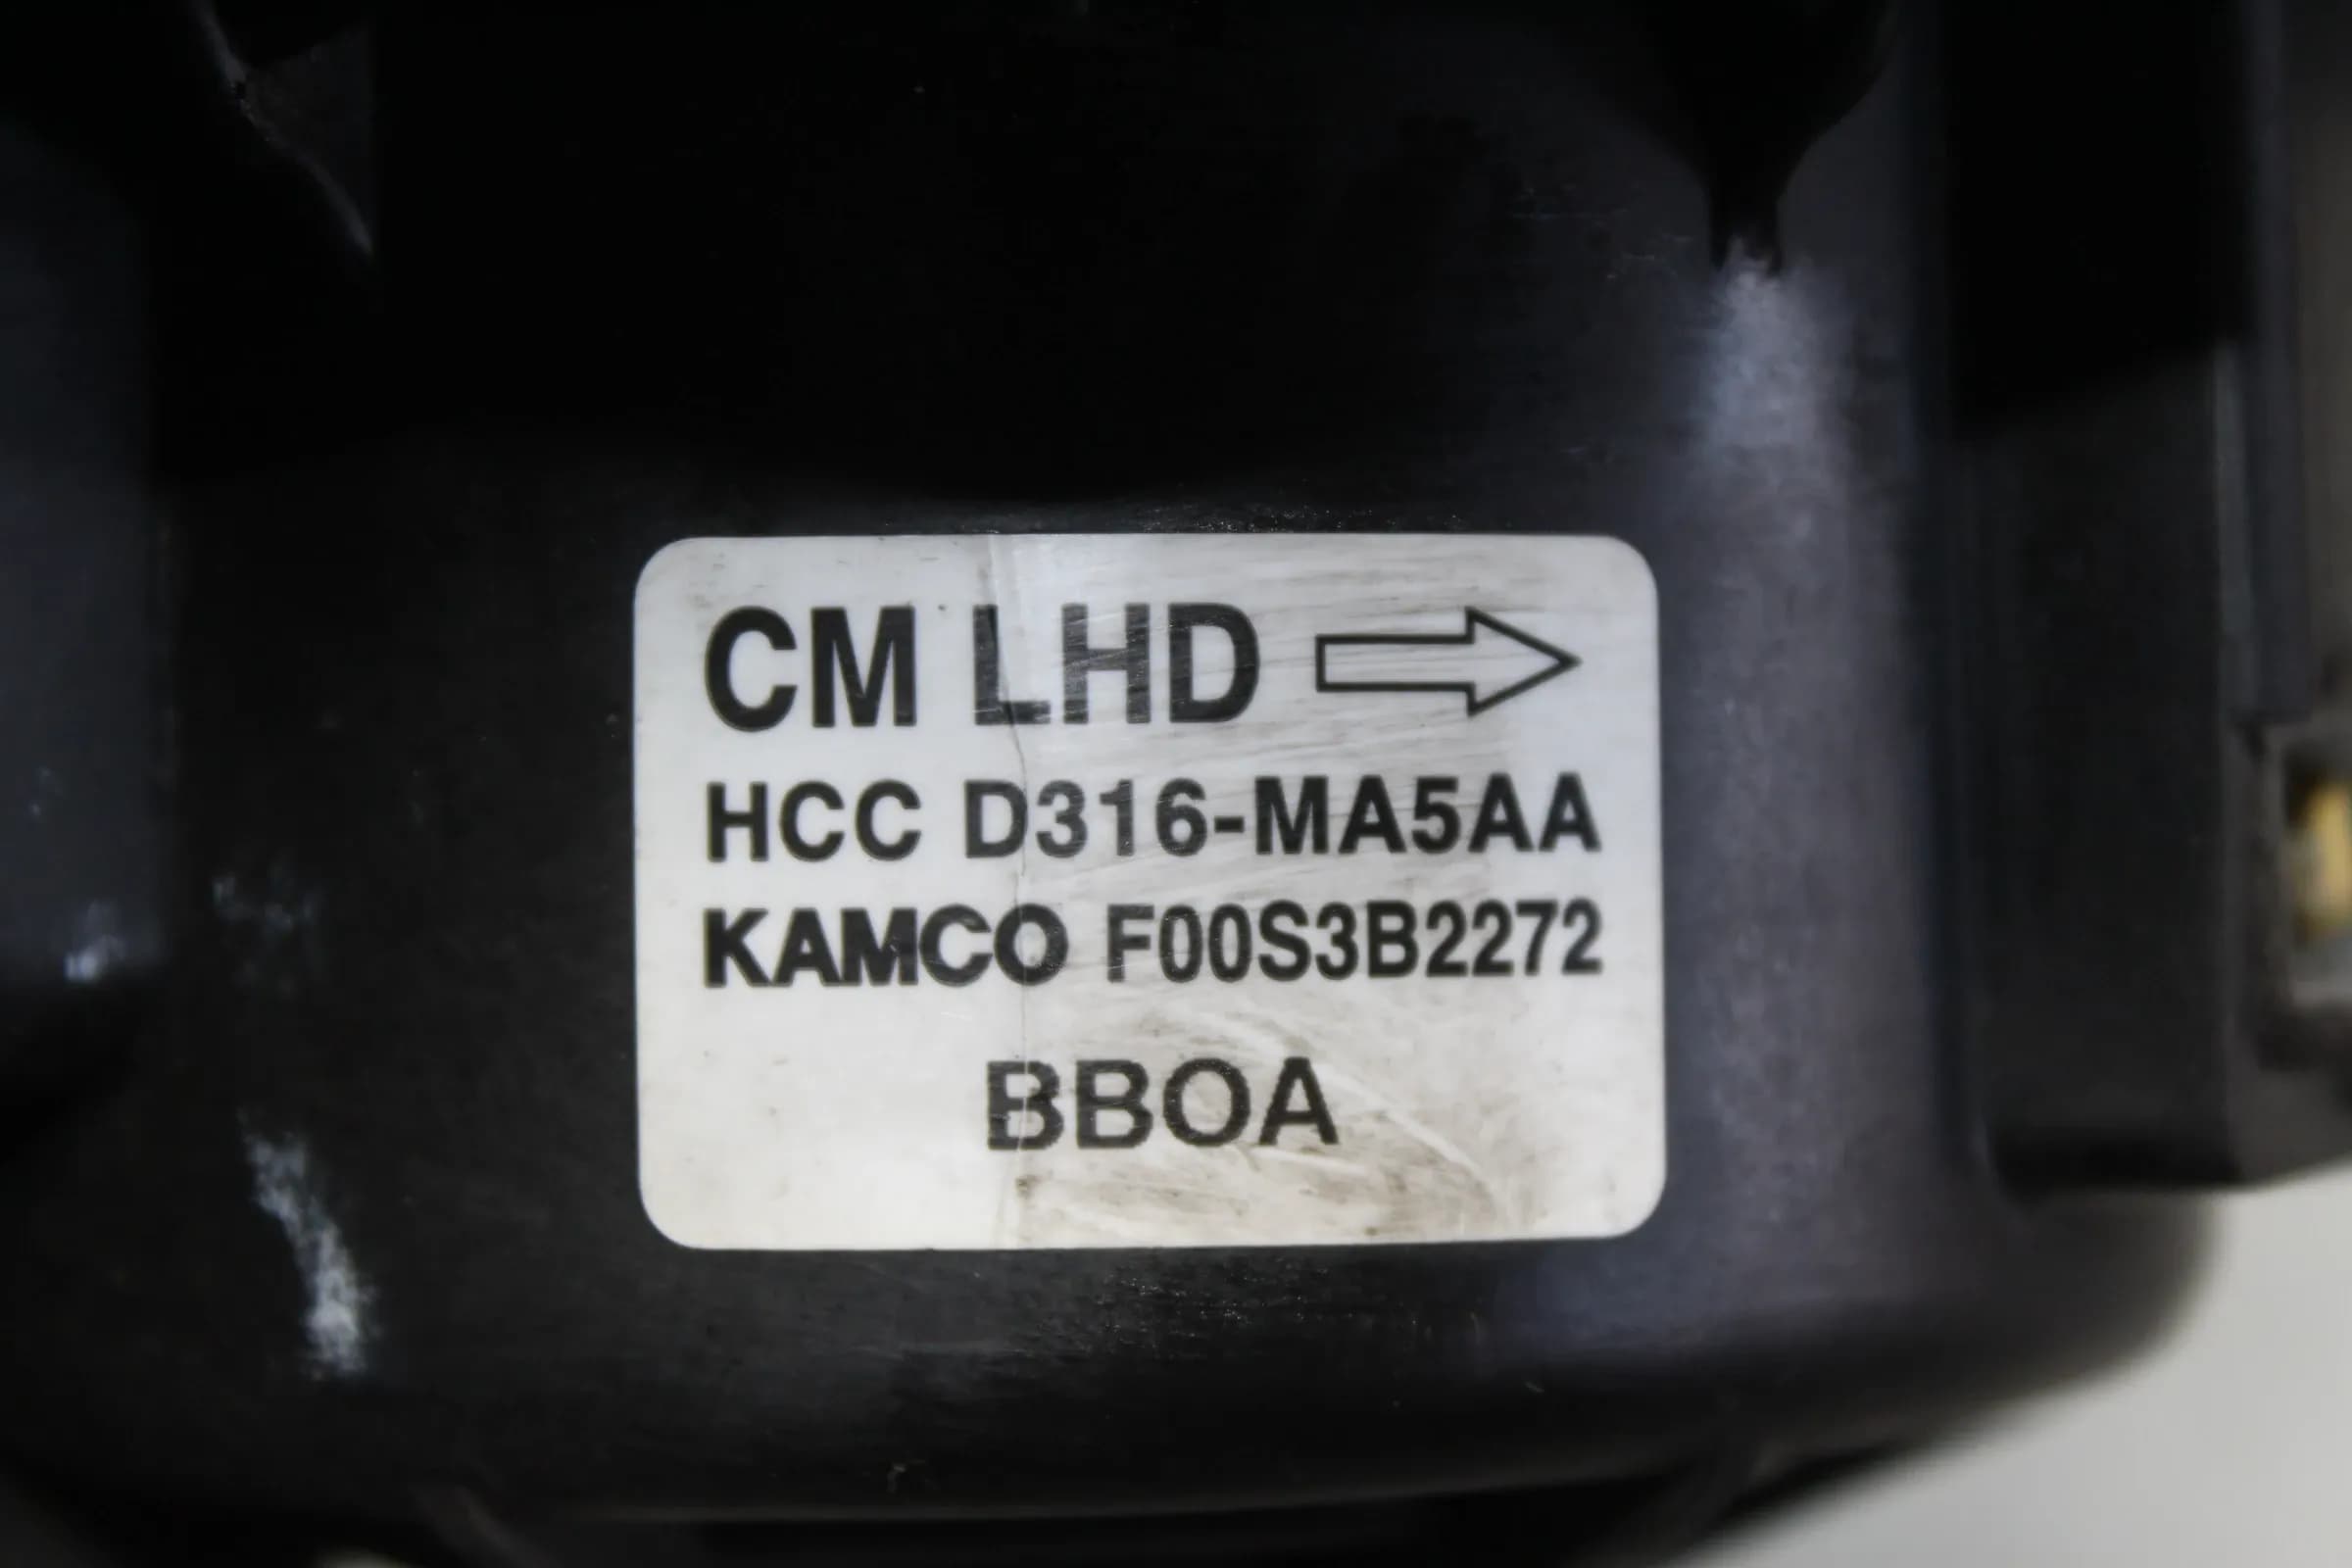 CM LHD
HCC D316-MA5AA
KAMCO F00S3B2272
BBOA